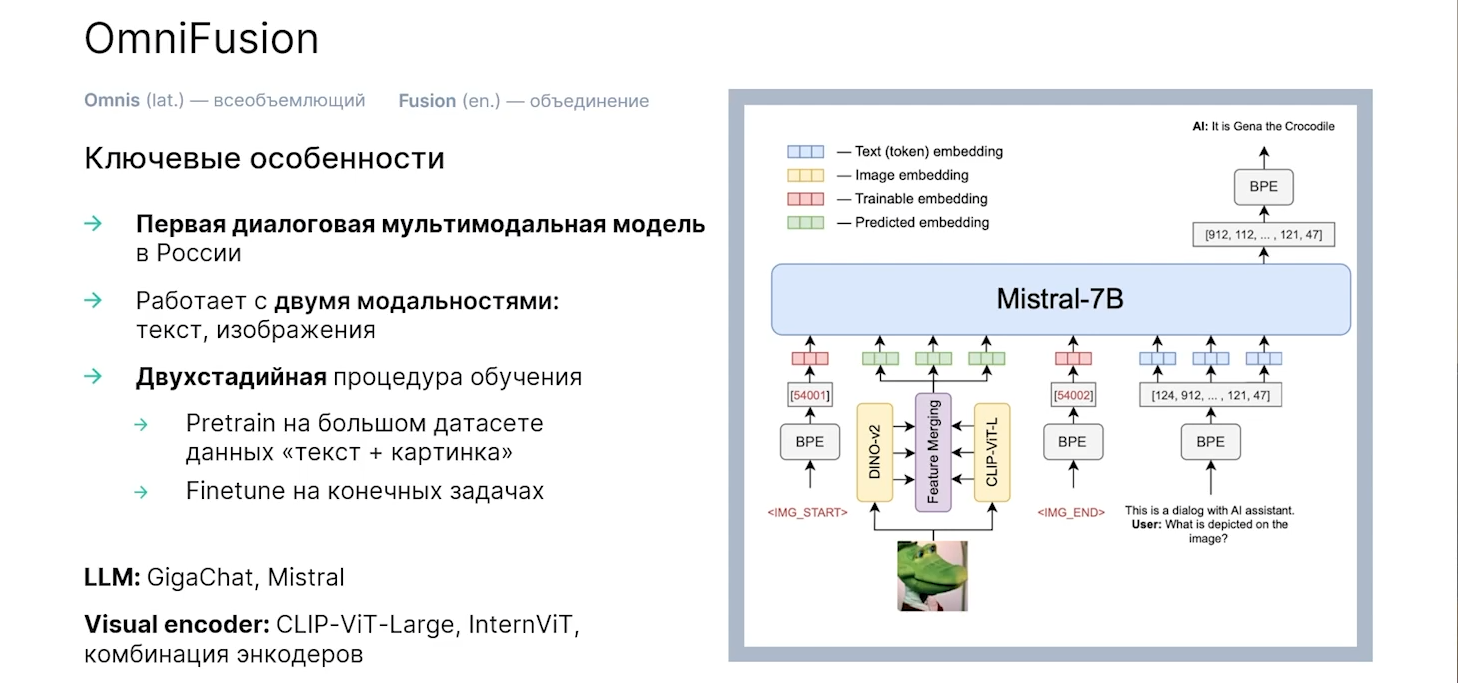 OmniFusion
Omnis (lat.) — всеобъемлющий Fusion (en.) — объединение
Ключевые особенности
→ Первая диалоговая мультимодальная модель
в России
→ Работает с двумя модальностями:
текст, изображения
→ Двухстадийная процедура обучения
→ Pretrain на большом датасете
данных «текст + картинка»
→ Finetune на конечных задачах
LLM: GigaChat, Mistral
Visual encoder: CLIP-ViT-Large, InternViT,
комбинация энкодеров
AI: It is Gena the Crocodile
— Text (token) embedding
— Image embedding
— Trainable embedding
— Predicted embedding
BPE
[912, 112, ... , 121, 47]
Mistral-7B
[54001]
[54002]
[124, 912, ... , 121, 47]
BPE
DINO-v2
Feature Merging
CLIP-ViT-L
BPE
BPE
<IMG_START>
<IMG_END>
This is a dialog with AI assistant.
User: What is depicted on the
image?